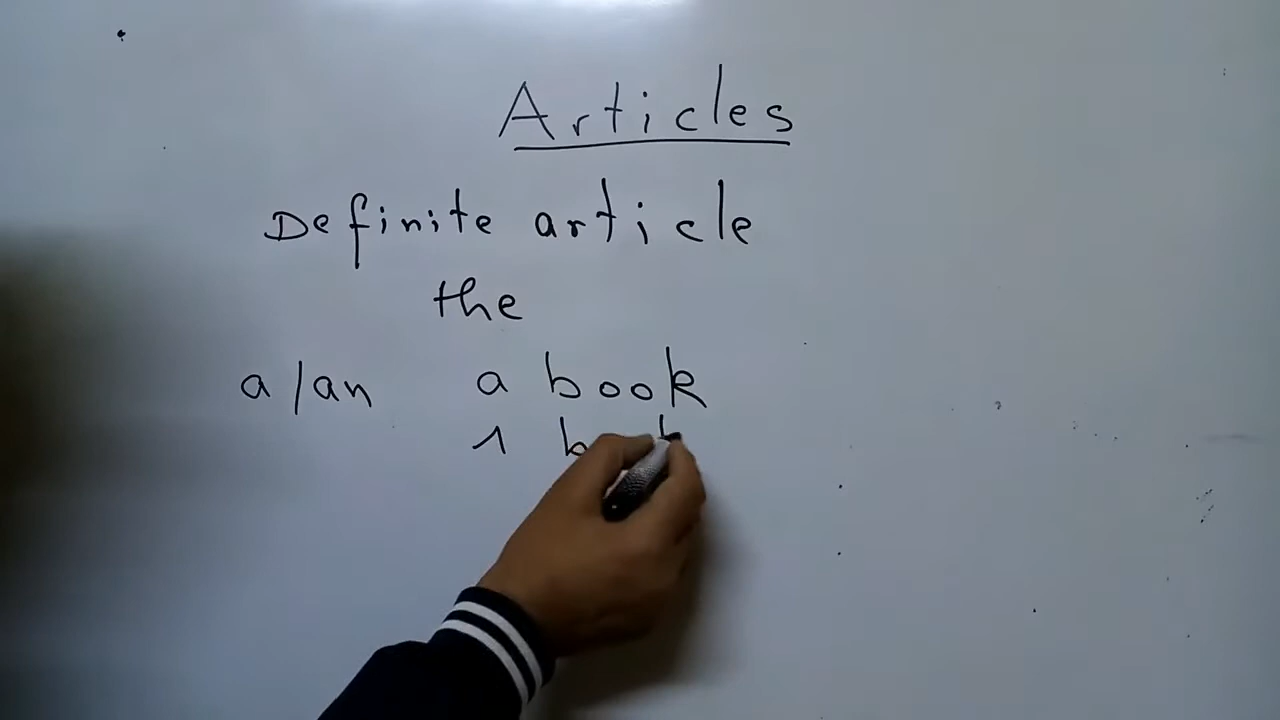 Articles
Definite article
the
a/an a book
1